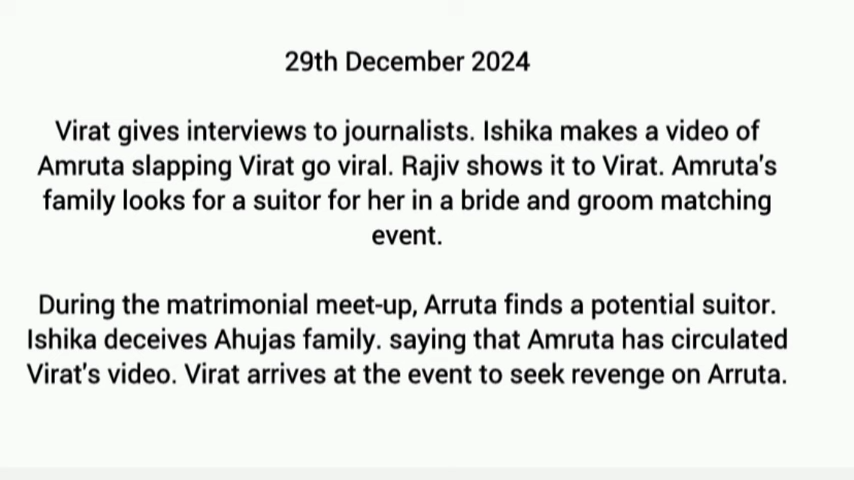 29th December 2024
Virat gives interviews to journalists. Ishika makes a video of
Amruta slapping Virat go viral. Rajiv shows it to Virat. Amruta's
family looks for a suitor for her in a bride and groom matching
event.
During the matrimonial meet-up, Arruta finds a potential suitor.
Ishika deceives Ahujas family. saying that Amruta has circulated
Virat's video. Virat arrives at the event to seek revenge on Arruta.